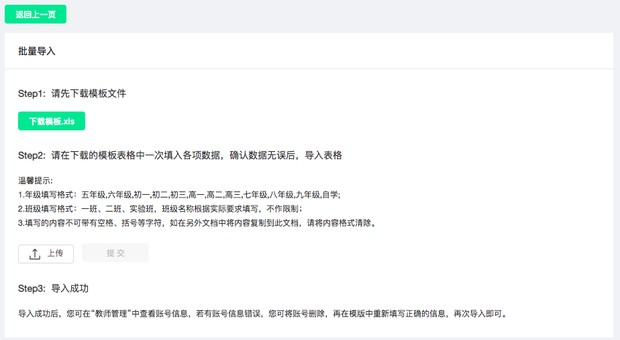 返回上一页
批量导入
Step1: 请先下载模板文件
下载模板.xls
Step2: 请在下载的模板表格中一次填入各项数据，确认数据无误后，导入表格
温馨提示:
1.年级填写格式: 五年级,六年级,初一,初二,初三,高一,高二,高三,七年级,八年级,九年级,自学;
2.班级填写格式: 一班、二班、实验班，班级名称根据实际要求填写，不作限制;
3.填写的内容不可带有空格、括号等字符，如在另外文档中将内容复制到此文档，请将内容格式清除。
上传
提交
Step3: 导入成功
导入成功后，您可在“教师管理”中查看账号信息，若有账号信息错误，您可将账号删除，再在模版中重新填写正确的信息，再次导入即可。